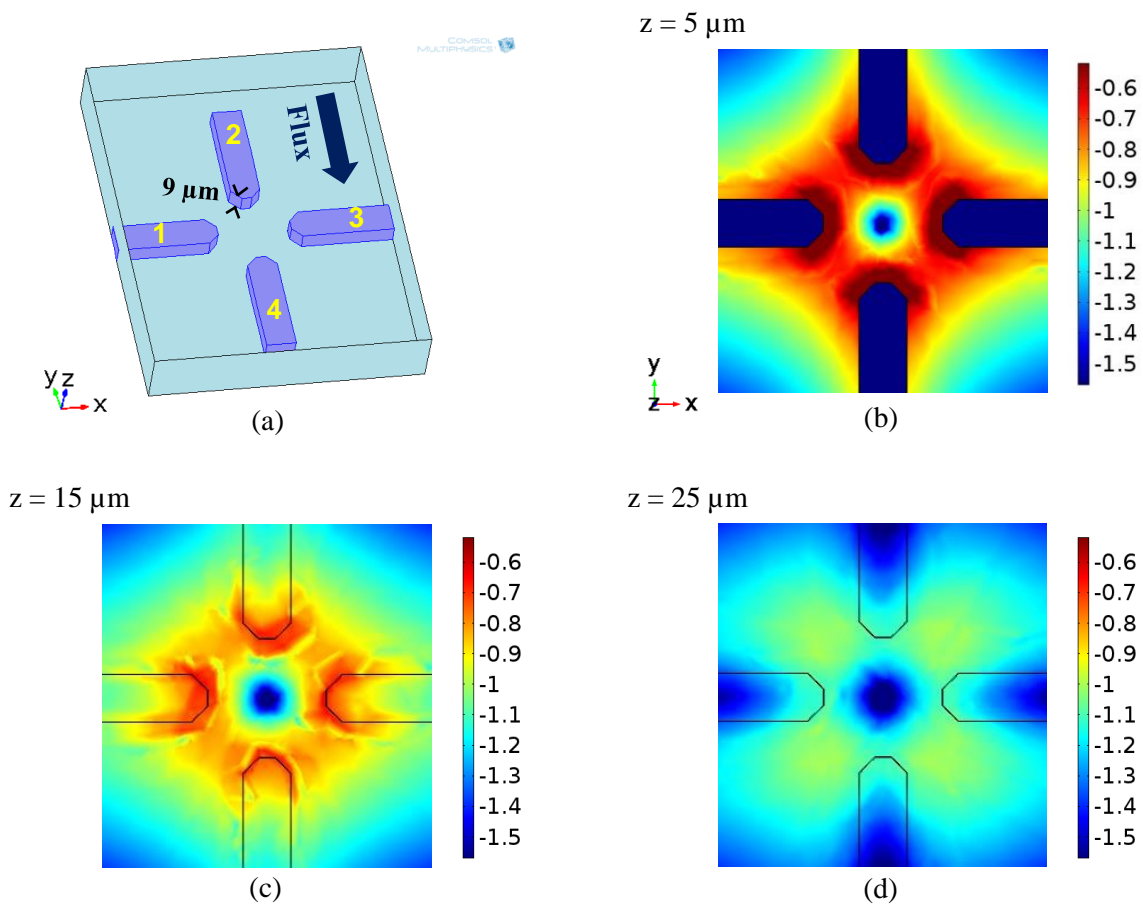 COMSOL
MULTIPHYSICS
2
Flux
9 µm
1
3
4
y z
x
(a)
z = 5 µm
-0.6
-0.7
-0.8
-0.9
-1
-1.1
-1.2
-1.3
-1.4
-1.5
y
z x
(b)
z = 15 µm
-0.6
-0.7
-0.8
-0.9
-1
-1.1
-1.2
-1.3
-1.4
-1.5
(c)
z = 25 µm
-0.6
-0.7
-0.8
-0.9
-1
-1.1
-1.2
-1.3
-1.4
-1.5
(d)